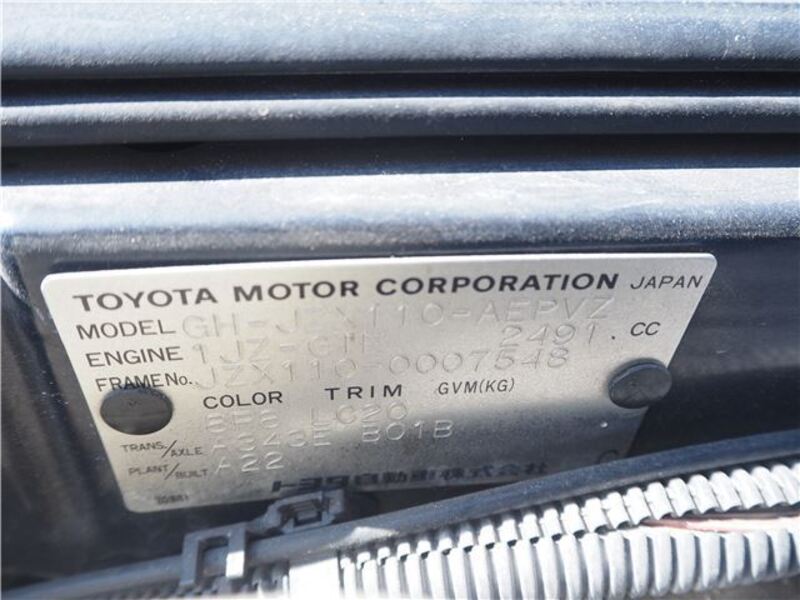 TOYOTA MOTOR CORPORATION JAPAN
MODEL GH-JZX110-AEPVZ
ENGINE 1JZ-GTE 2491 CC
FRAME No. JZX110-0007548
COLOR TRIM GVM(KG)
LC20
TRANS./AXLE A343E B01B
PLANT/BUILT A22
トヨタ自動車株式会社